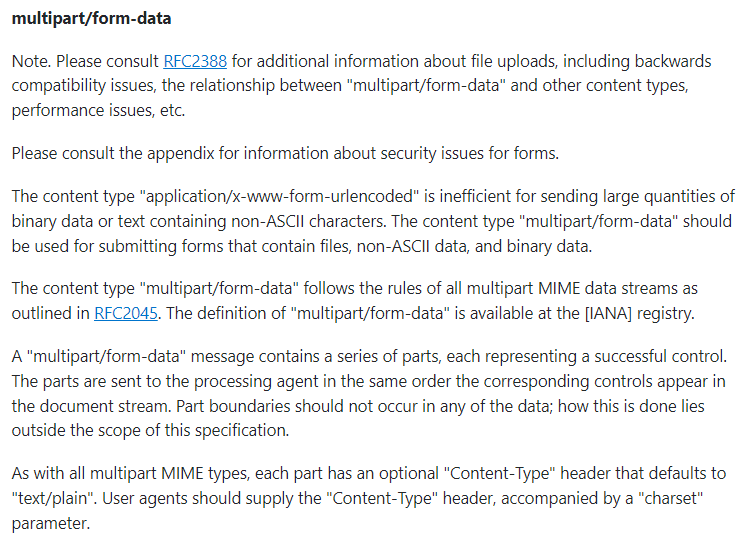 multipart/form-data
Note. Please consult RFC2388 for additional information about file uploads, including backwards
compatibility issues, the relationship between "multipart/form-data" and other content types,
performance issues, etc.
Please consult the appendix for information about security issues for forms.
The content type "application/x-www-form-urlencoded" is inefficient for sending large quantities of
binary data or text containing non-ASCII characters. The content type "multipart/form-data" should
be used for submitting forms that contain files, non-ASCII data, and binary data.
The content type "multipart/form-data" follows the rules of all multipart MIME data streams as
outlined in RFC2045. The definition of "multipart/form-data" is available at the [IANA] registry.
A "multipart/form-data" message contains a series of parts, each representing a successful control.
The parts are sent to the processing agent in the same order the corresponding controls appear in
the document stream. Part boundaries should not occur in any of the data; how this is done lies
outside the scope of this specification.
As with all multipart MIME types, each part has an optional "Content-Type" header that defaults to
"text/plain". User agents should supply the "Content-Type" header, accompanied by a "charset"
parameter.